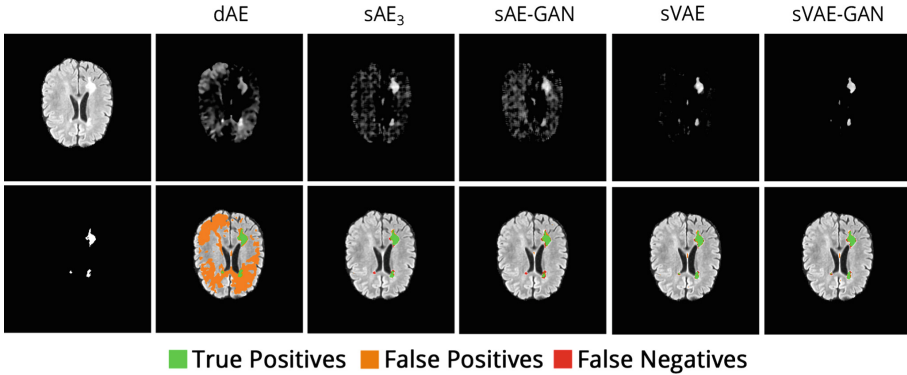 dAE sAE3 sAE-GAN sVAE sVAE-GAN
True Positives False Positives False Negatives